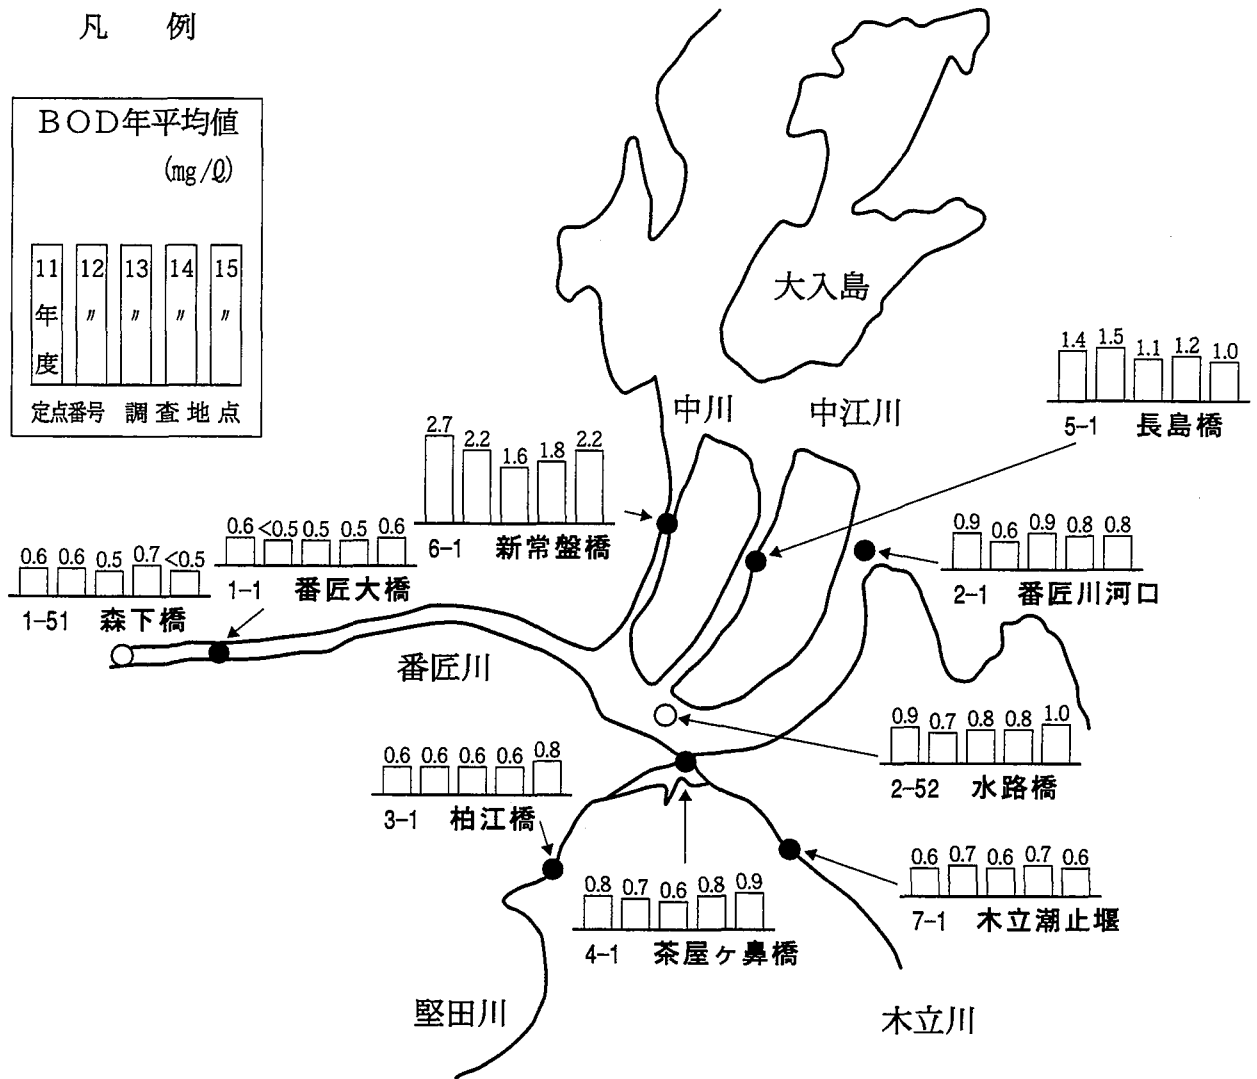 凡 例
BOD年平均値
(mg/ℓ)
11 12 13 14 15
年 〃 〃 〃 〃
度
定点番号 調査地点
大入島
1.4 1.5 1.1 1.2 1.0
5-1 長島橋
中川
中江川
2.7 2.2 1.6 1.8 2.2
6-1 新常盤橋
0.6 <0.5 0.5 0.5 0.6
1-1 番匠大橋
0.6 0.6 0.5 0.7 <0.5
1-51 森下橋
0.9 0.6 0.9 0.8 0.8
2-1 番匠川河口
番匠川
0.9 0.7 0.8 0.8 1.0
2-52 水路橋
0.6 0.6 0.6 0.6 0.8
3-1 柏江橋
0.6 0.7 0.6 0.7 0.6
7-1 木立潮止堰
0.8 0.7 0.6 0.8 0.9
4-1 茶屋ヶ鼻橋
堅田川
木立川